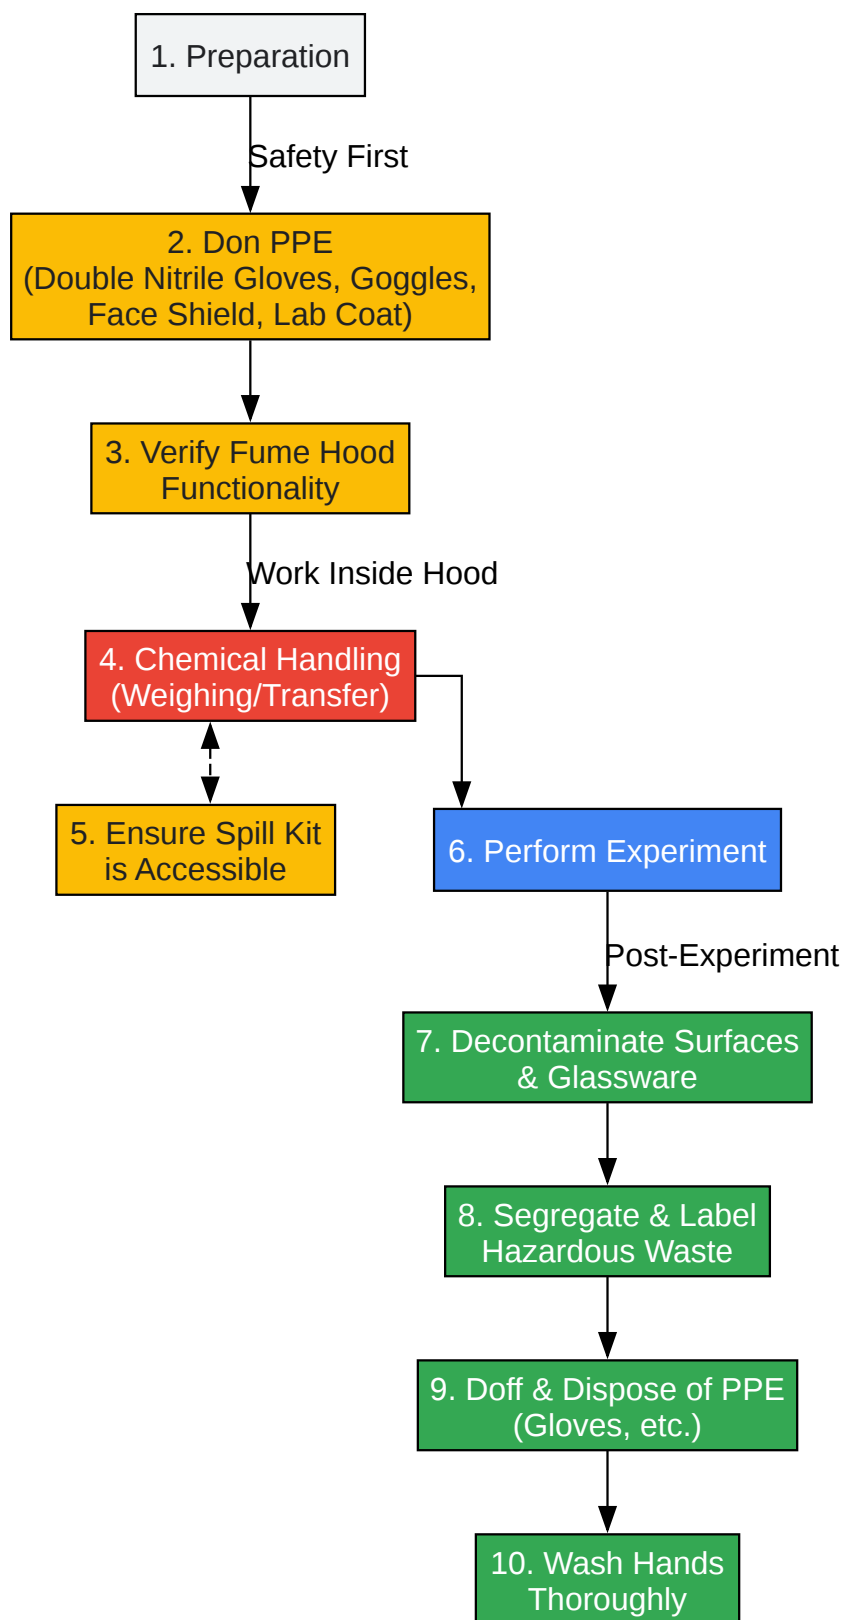 1. Preparation
Safety First
2. Don PPE
(Double Nitrile Gloves, Goggles,
Face Shield, Lab Coat)
3. Verify Fume Hood
Functionality
Work Inside Hood
4. Chemical Handling
(Weighing/Transfer)
5. Ensure Spill Kit
is Accessible
6. Perform Experiment
Post-Experiment
7. Decontaminate Surfaces
& Glassware
8. Segregate & Label
Hazardous Waste
9. Doff & Dispose of PPE
(Gloves, etc.)
10. Wash Hands
Thoroughly